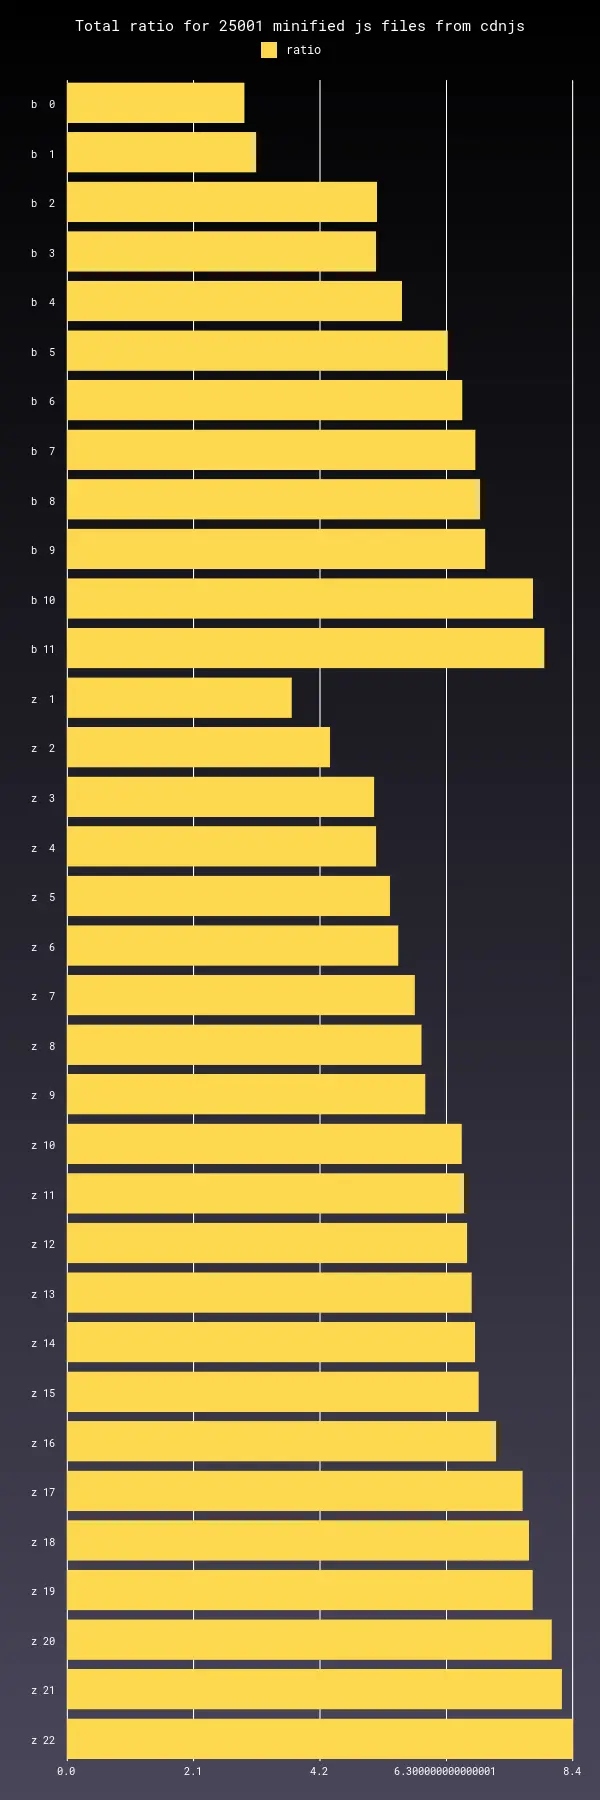 Total ratio for 25001 minified js files from cdnjs
ratio
b  0
b  1
b  2
b  3
b  4
b  5
b  6
b  7
b  8
b  9
b 10
b 11
z  1
z  2
z  3
z  4
z  5
z  6
z  7
z  8
z  9
z 10
z 11
z 12
z 13
z 14
z 15
z 16
z 17
z 18
z 19
z 20
z 21
z 22
0.0 2.1 4.2 6.300000000000001 8.4